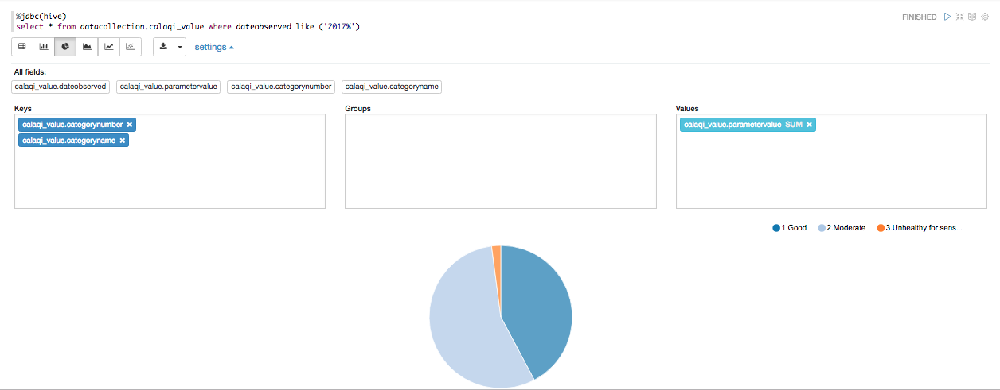 %jdbc(hive)
FINISHED
select * from datacollection.calaqi_value where dateobserved like ('2017%')
settings
All fields:
calaqi_value.dateobserved calaqi_value.parametervalue calaqi_value.categorynumber calaqi_value.categoryname
Keys Groups Values
calaqi_value.categorynumber × calaqi_value.parametervalue SUM ×
calaqi_value.categoryname ×
1.Good 2.Moderate 3.Unhealthy for sens...